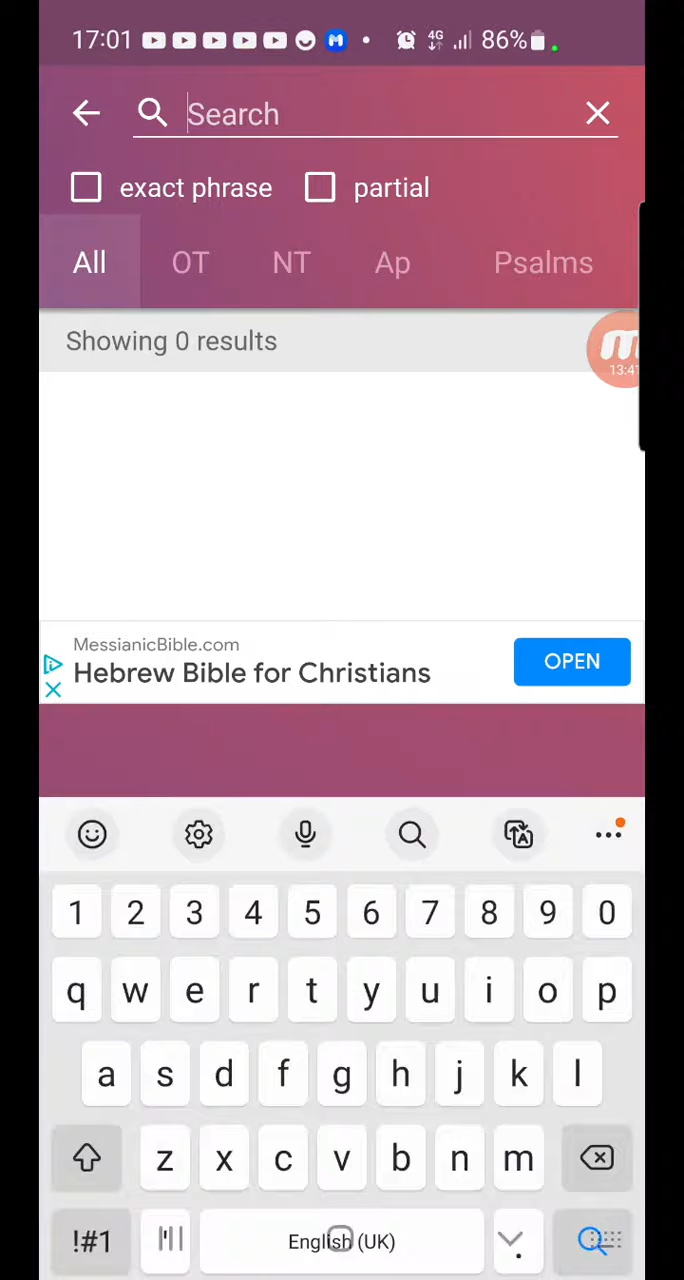 17:01 4G 86%
Search
exact phrase partial
All OT NT Ap Psalms
Showing 0 results
m
MessianicBible.com
Hebrew Bible for Christians
OPEN
1 2 3 4 5 6 7 8 9 0
q w e r t y u i o p
a s d f g h j k l
z x c v b n m
!#1 English (UK)